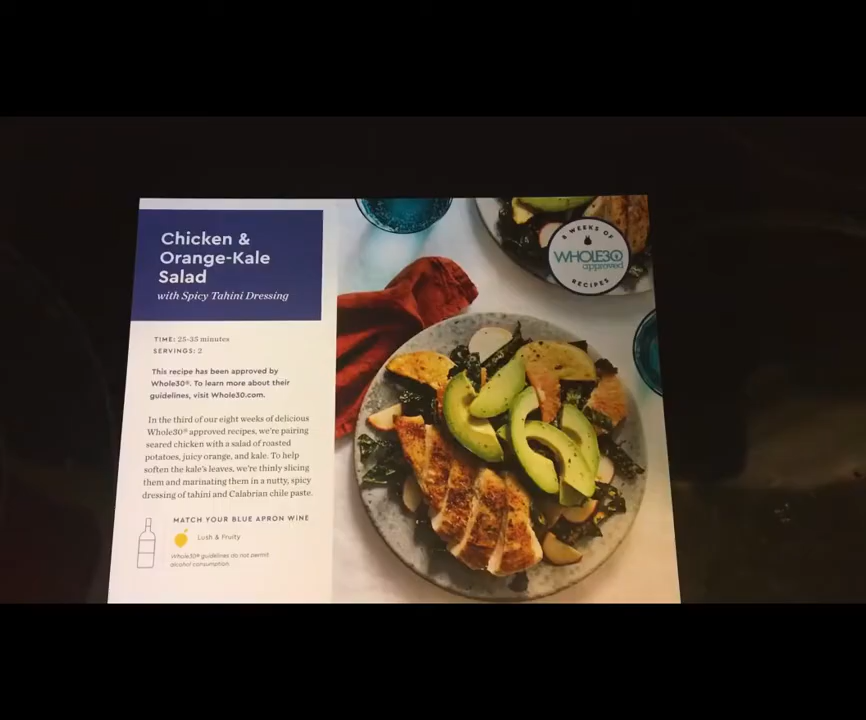 Chicken &
Orange-Kale
Salad
with Spicy Tahini Dressing
TIME: 25-35 minutes
SERVINGS: 2
This recipe has been approved by
Whole30®. To learn more about their
guidelines, visit Whole30.com.
In the third of our eight weeks of delicious
Whole30® approved recipes, we're pairing
seared chicken with a salad of roasted
potatoes, juicy orange, and kale. To help
soften the kale's leaves, we're thinly slicing
them and marinating them in a nutty, spicy
dressing of tahini and Calabrian chile paste.
MATCH YOUR BLUE APRON WINE
Lush & Fruity
Whole30® guidelines do not permit
alcohol consumption
8 WEEKS OF
WHOLE30
approved
RECIPES